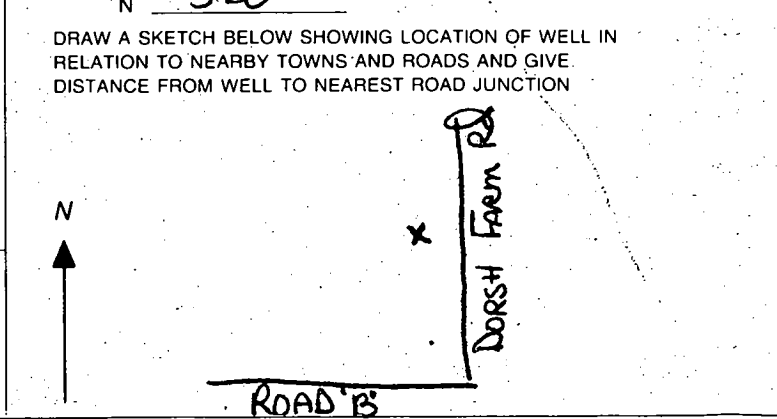 N
DRAW A SKETCH BELOW SHOWING LOCATION OF WELL IN
RELATION TO NEARBY TOWNS AND ROADS AND GIVE
DISTANCE FROM WELL TO NEAREST ROAD JUNCTION
N
X
DORSH FARM RD
ROAD 'B'